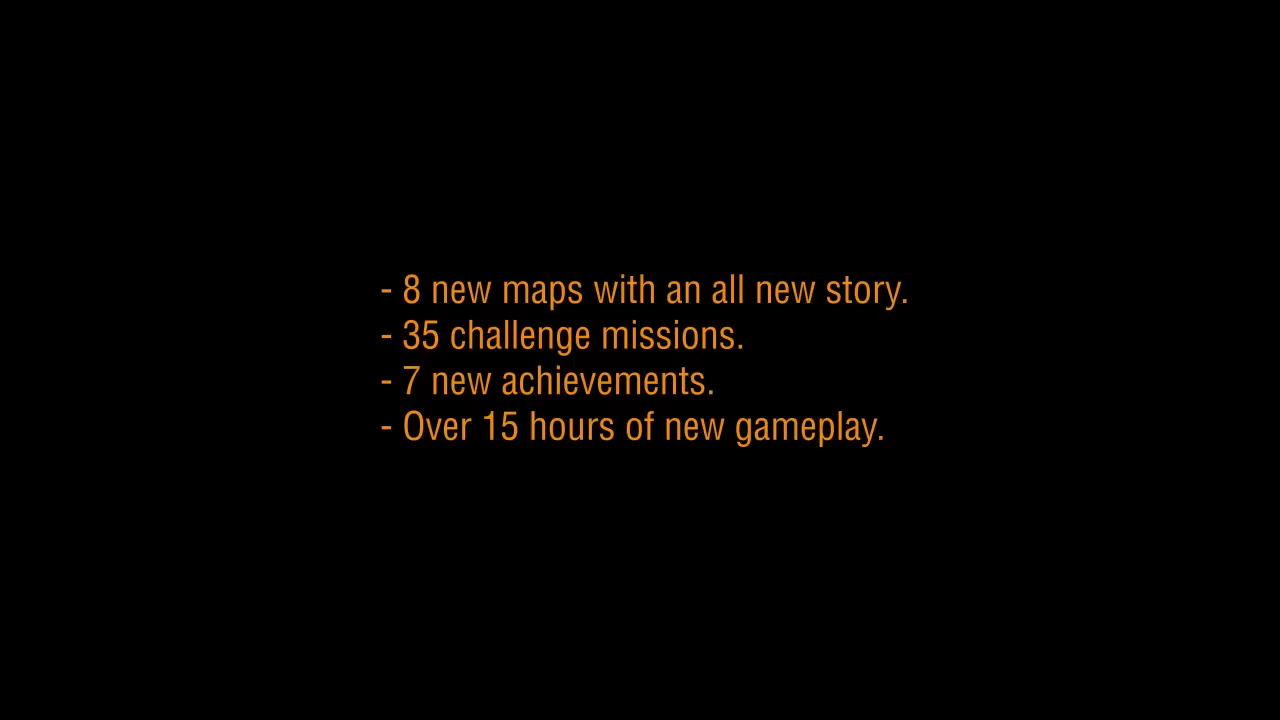 - 8 new maps with an all new story.
- 35 challenge missions.
- 7 new achievements.
- Over 15 hours of new gameplay.